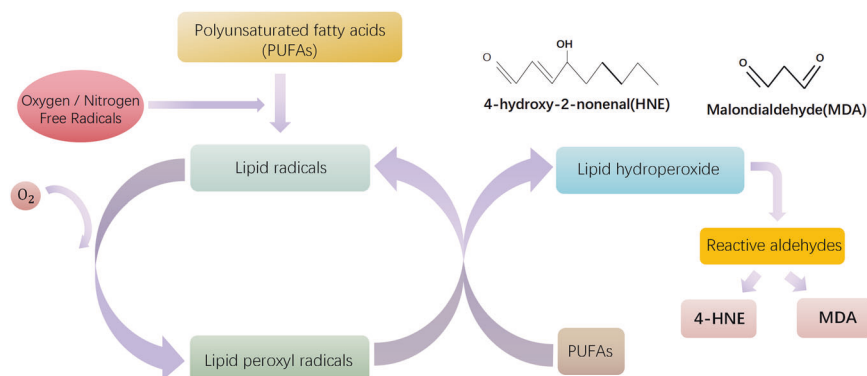 Polyunsaturated fatty acids
(PUFAs)
Oxygen / Nitrogen
Free Radicals
O
OH
4-hydroxy-2-nonenal(HNE)
O
O
Malondialdehyde(MDA)
Lipid radicals
Lipid hydroperoxide
O₂
Reactive aldehydes
4-HNE
MDA
Lipid peroxyl radicals
PUFAs